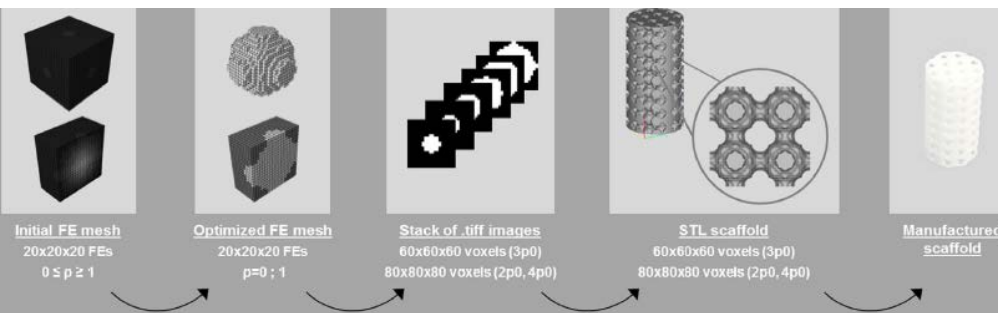 Initial FE mesh
20x20x20 FEs
0 ≤ ρ ≥ 1
Optimized FE mesh
20x20x20 FEs
ρ=0 ; 1
Stack of .tiff images
60x60x60 voxels (3p0)
80x80x80 voxels (2p0, 4p0)
STL scaffold
60x60x60 voxels (3p0)
80x80x80 voxels (2p0, 4p0)
Manufactured
scaffold